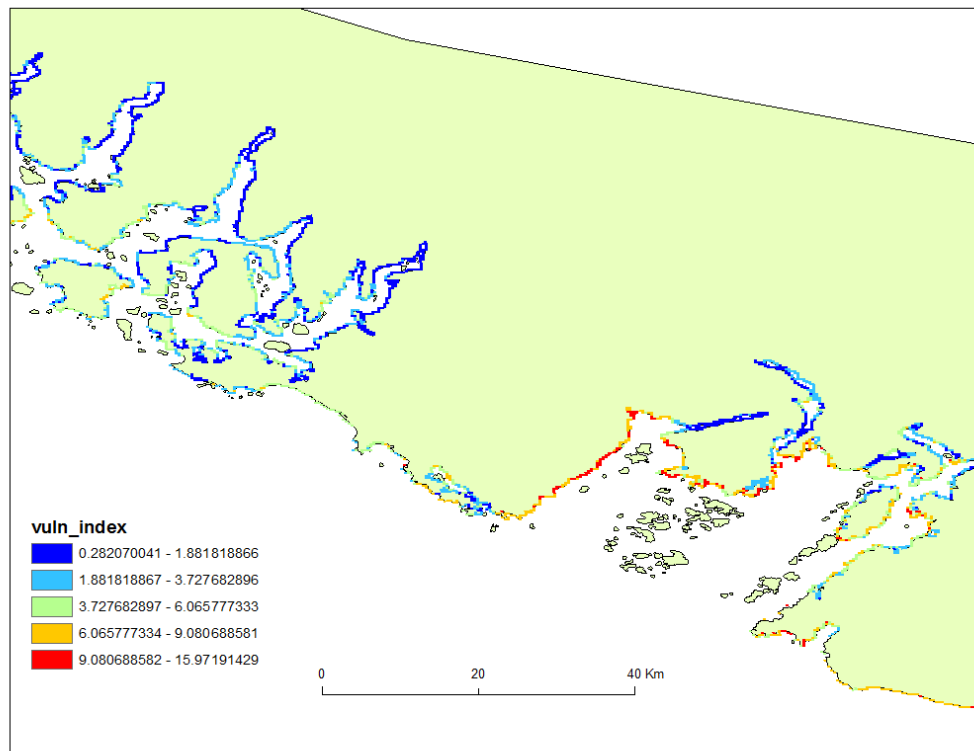 vuln_index
0.282070041 - 1.881818866
1.881818867 - 3.727682896
3.727682897 - 6.065777333
6.065777334 - 9.080688581
9.080688582 - 15.97191429
0 20 40 Km